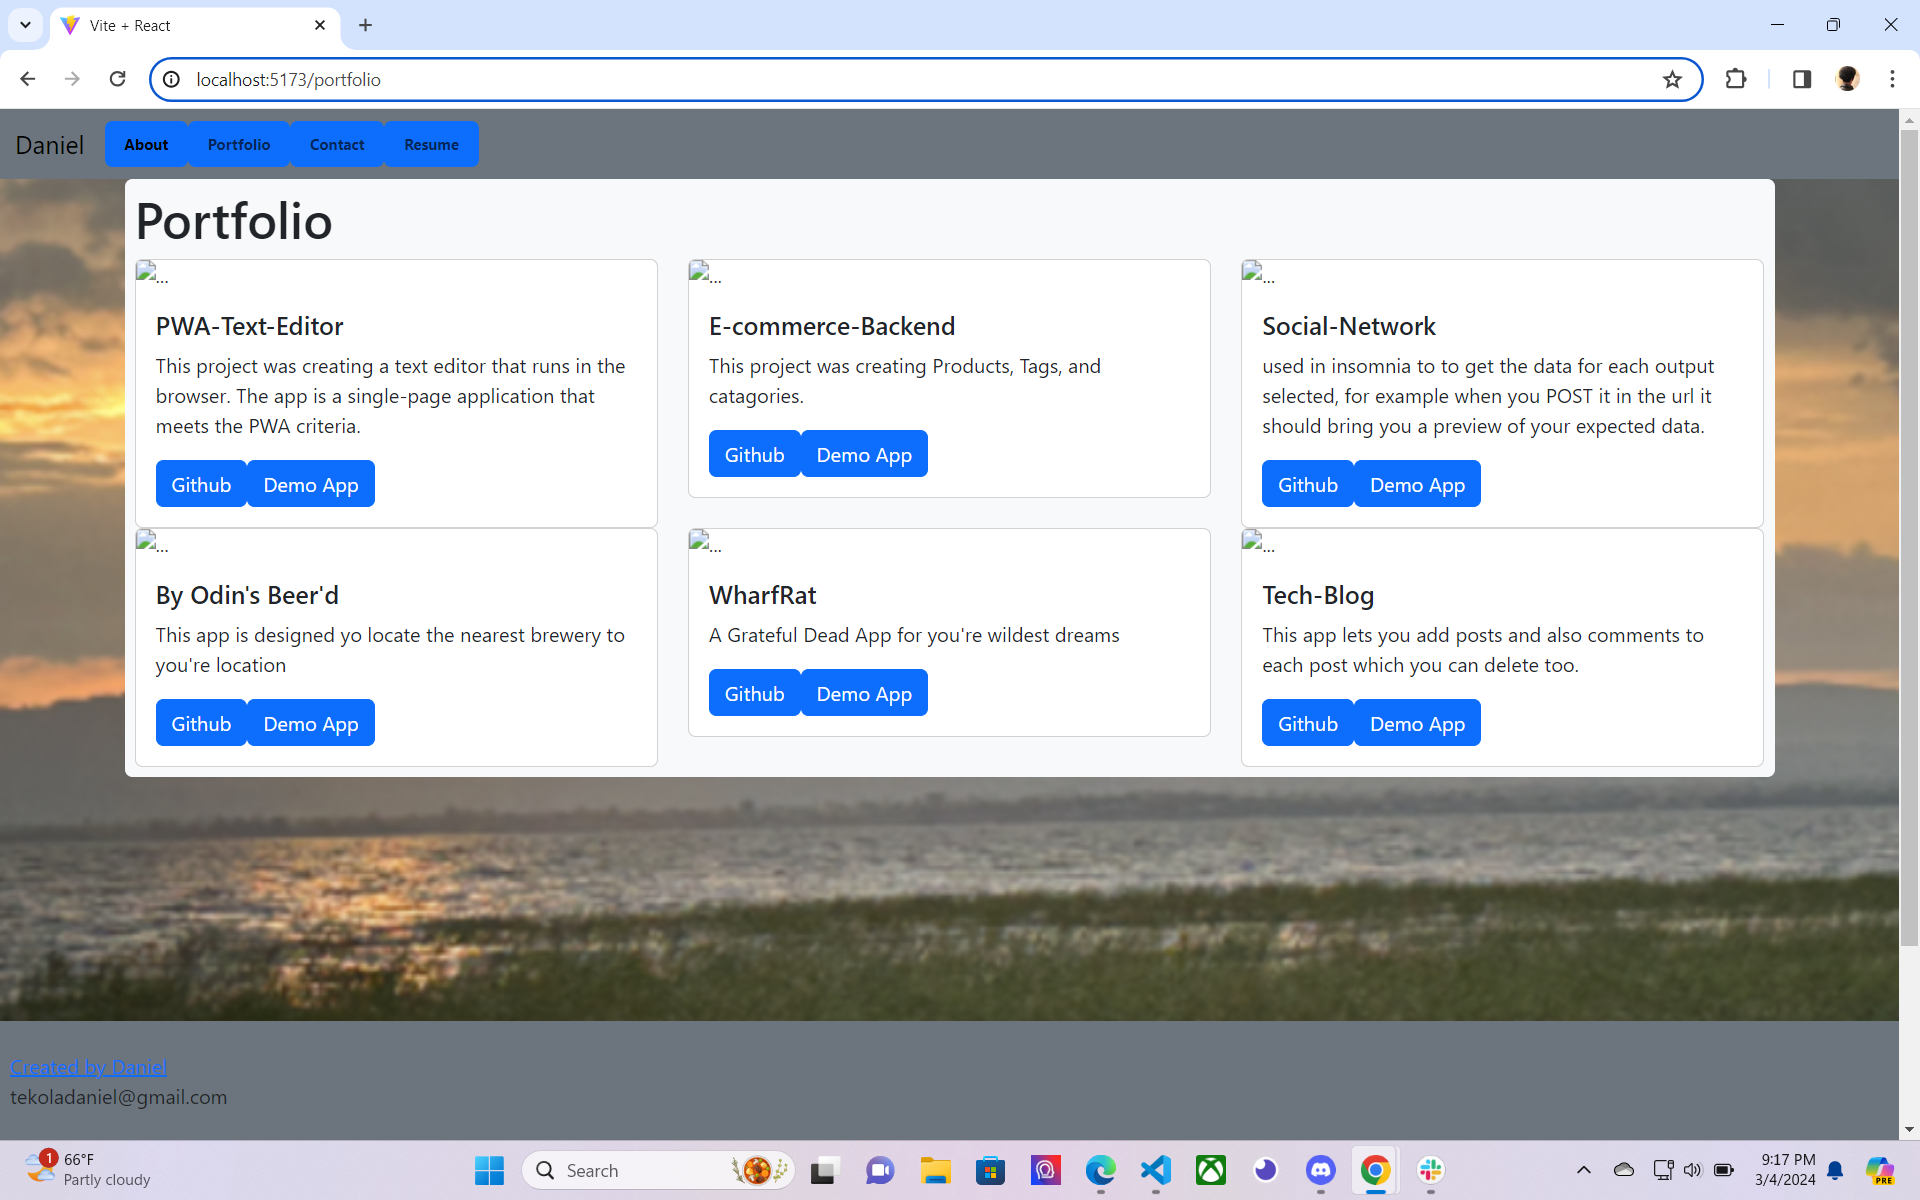 Vite + React
localhost:5173/portfolio
Daniel About Portfolio Contact Resume
Portfolio
...
PWA-Text-Editor
This project was creating a text editor that runs in the
browser. The app is a single-page application that
meets the PWA criteria.
Github Demo App
...
E-commerce-Backend
This project was creating Products, Tags, and
catagories.
Github Demo App
...
Social-Network
used in insomnia to to get the data for each output
selected, for example when you POST it in the url it
should bring you a preview of your expected data.
Github Demo App
...
By Odin's Beer'd
This app is designed yo locate the nearest brewery to
you're location
Github Demo App
...
WharfRat
A Grateful Dead App for you're wildest dreams
Github Demo App
...
Tech-Blog
This app lets you add posts and also comments to
each post which you can delete too.
Github Demo App
Created by Daniel
tekoladaniel@gmail.com
1
66°F
Partly cloudy
Search
9:17 PM
3/4/2024
PRE